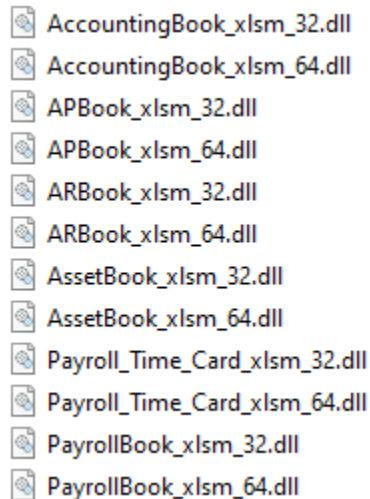 AccountingBook_xlsm_32.dll
AccountingBook_xlsm_64.dll
APBook_xlsm_32.dll
APBook_xlsm_64.dll
ARBook_xlsm_32.dll
ARBook_xlsm_64.dll
AssetBook_xlsm_32.dll
AssetBook_xlsm_64.dll
Payroll_Time_Card_xlsm_32.dll
Payroll_Time_Card_xlsm_64.dll
PayrollBook_xlsm_32.dll
PayrollBook_xlsm_64.dll